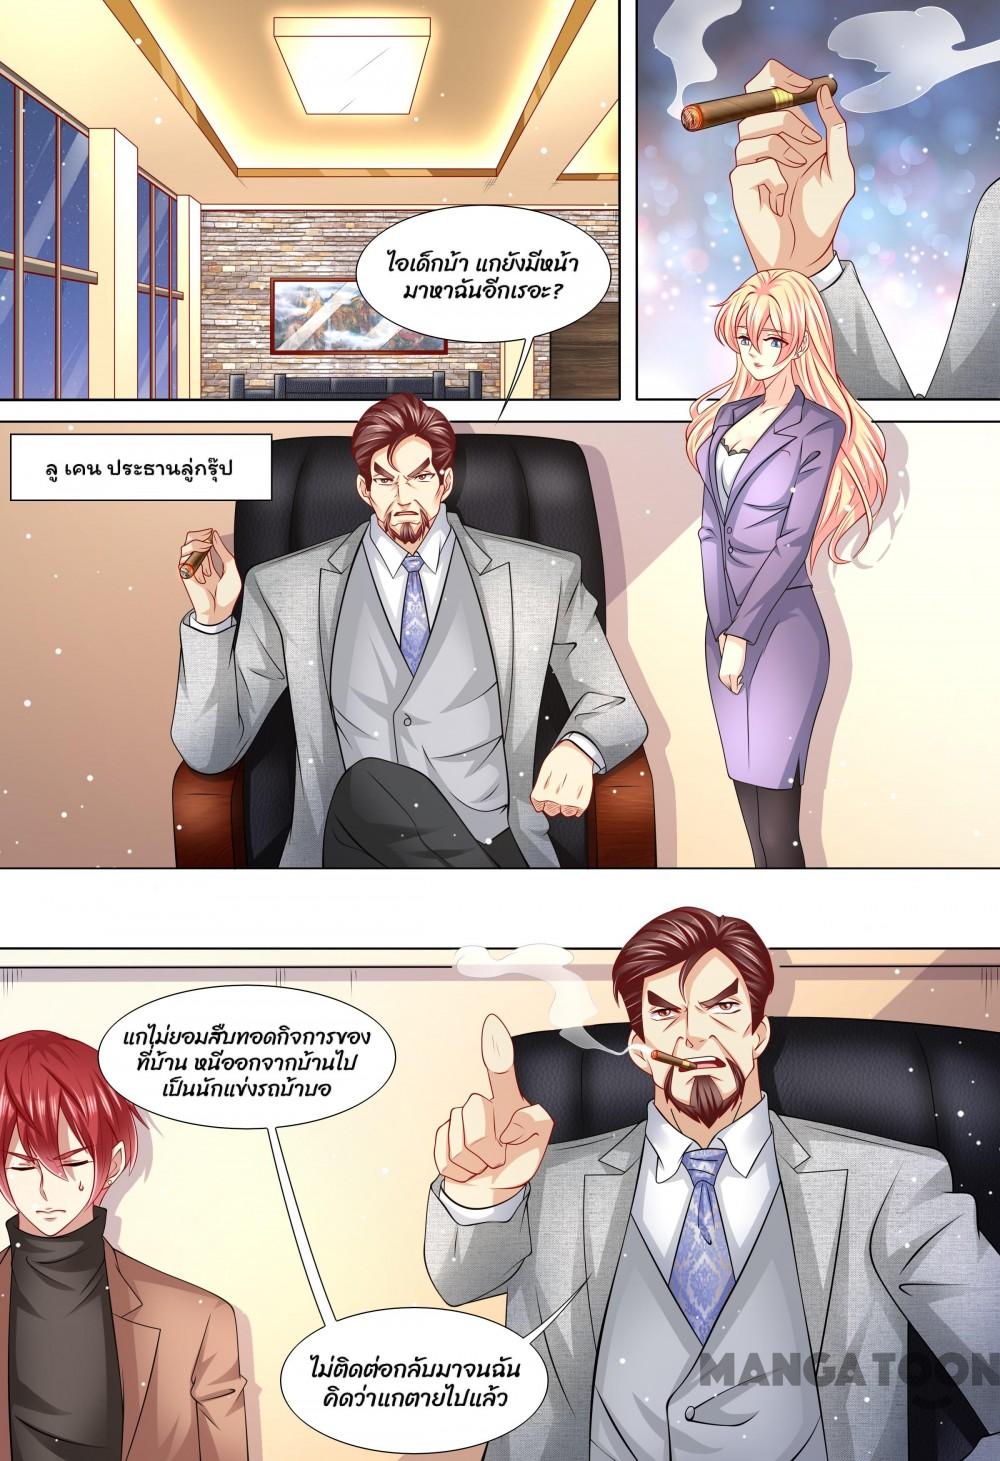 ไอเด็กบ้า แกยังมีหน้า
มาหาฉันอีกเรอะ?
ลู เคน ประธานลู่กรุ๊ป
แกไม่ยอมสืบทอดกิจการของ
ที่บ้าน หนีออกจากบ้านไป
เป็นนักแข่งรถบ้าบอ
ไม่ติดต่อกลับมาจนฉัน
คิดว่าแกตายไปแล้ว
MANGATOON